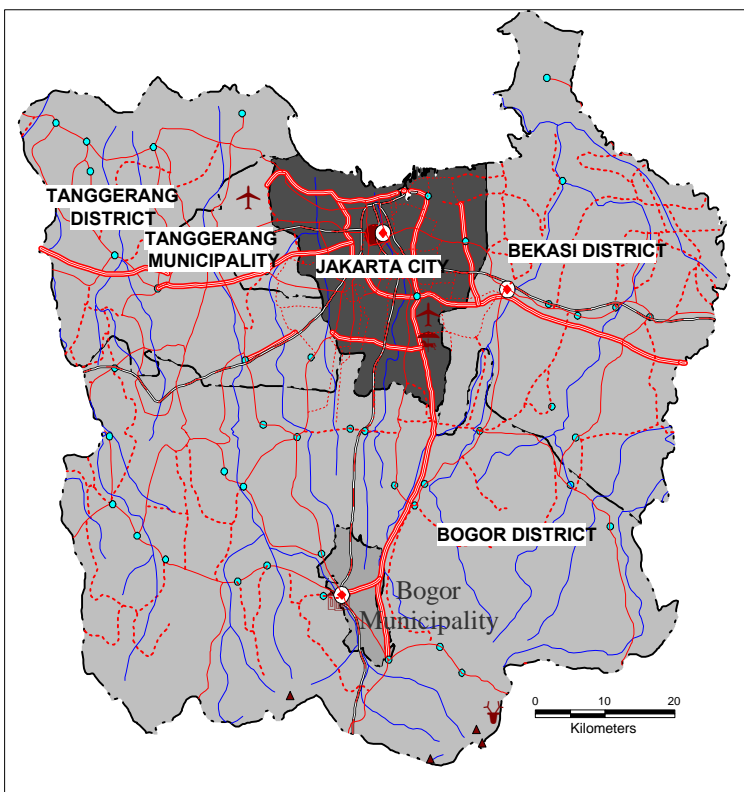 TANGGERANG
DISTRICT
TANGGERANG
MUNICIPALITY
JAKARTA CITY
BEKASI DISTRICT
BOGOR DISTRICT
Bogor
Municipality
0 10 20
Kilometers